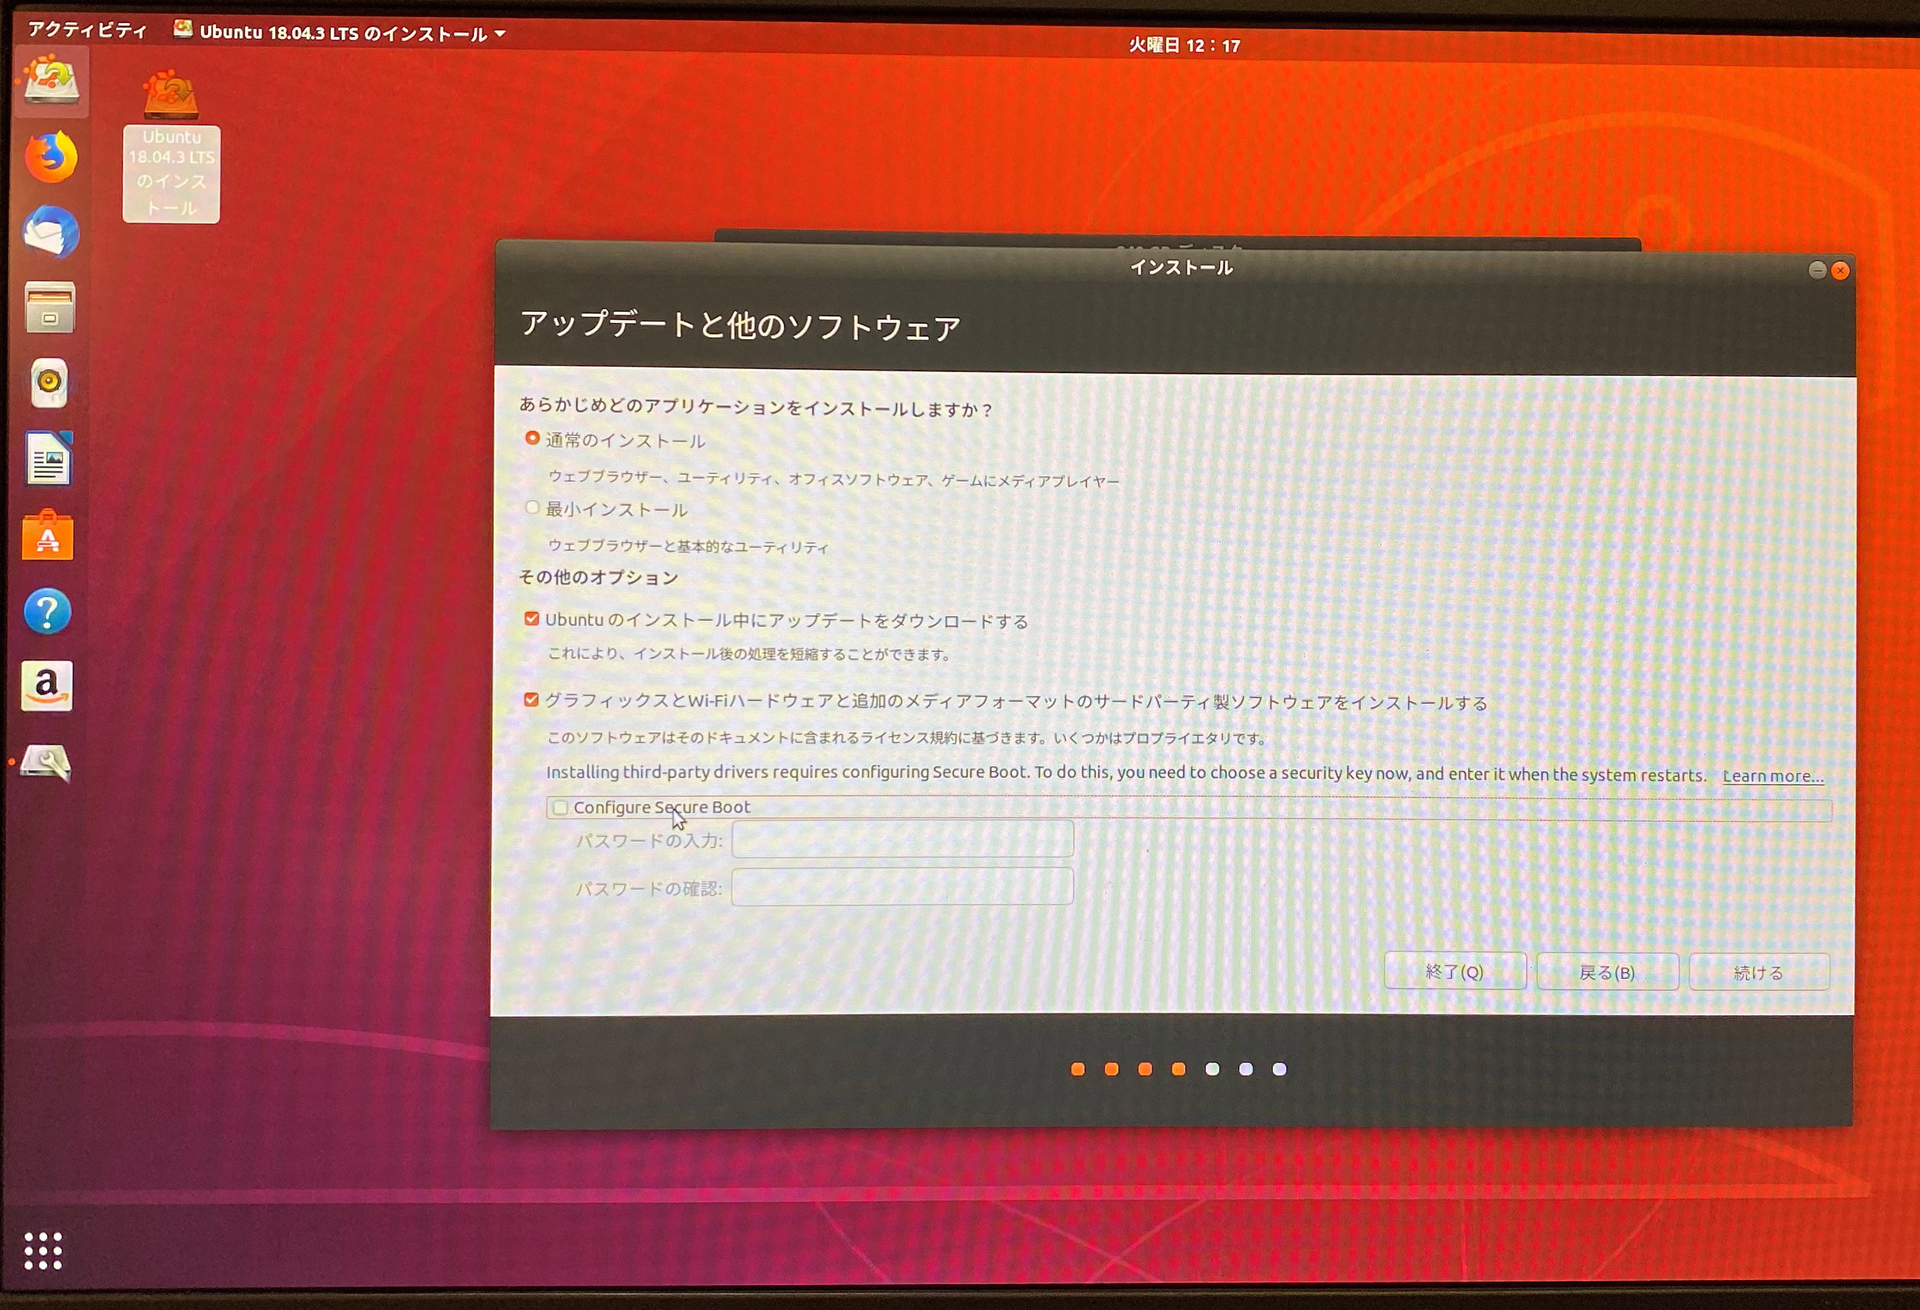 アクティビティ
Ubuntu 18.04.3 LTS のインストール
火曜日 12：17
Ubuntu
18.04.3 LTS
のインス
トール
インストール
アップデートと他のソフトウェア
あらかじめどのアプリケーションをインストールしますか？
通常のインストール
ウェブブラウザー、ユーティリティ、オフィスソフトウェア、ゲームにメディアプレイヤー
最小インストール
ウェブブラウザーと基本的なユーティリティ
その他のオプション
Ubuntu のインストール中にアップデートをダウンロードする
これにより、インストール後の処理を短縮することができます。
グラフィックスとWi-Fiハードウェアと追加のメディアフォーマットのサードパーティ製ソフトウェアをインストールする
このソフトウェアはそのドキュメントに含まれるライセンス規約に基づきます。いくつかはプロプライエタリです。
Installing third-party drivers requires configuring Secure Boot. To do this, you need to choose a security key now, and enter it when the system restarts. Learn more...
Configure Secure Boot
パスワードの入力:
パスワードの確認:
終了(Q)
戻る(B)
続ける